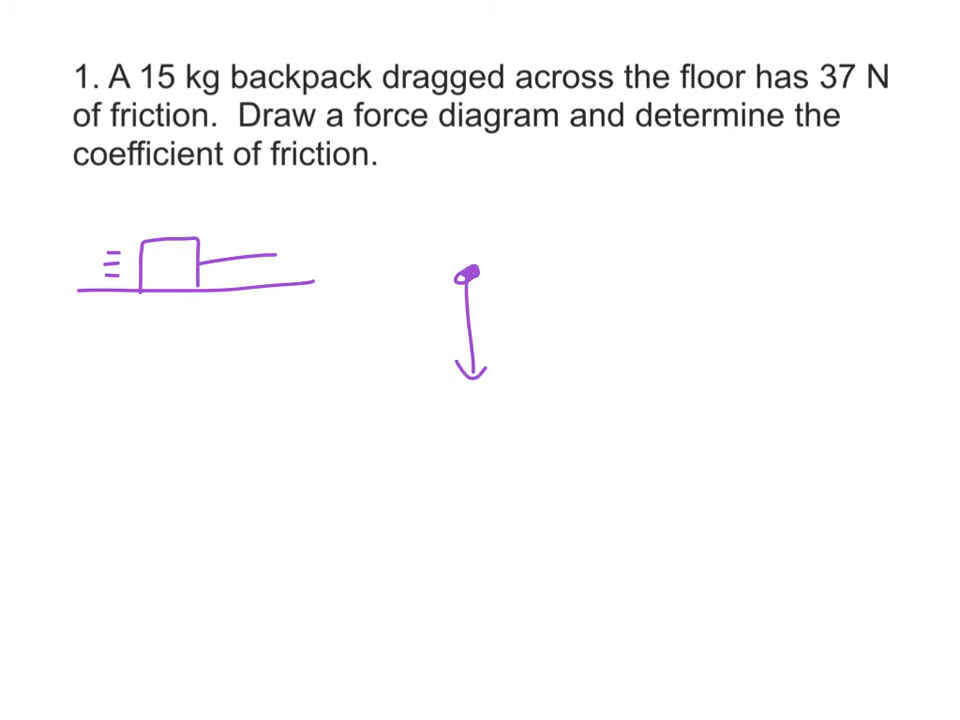 1. A 15 kg backpack dragged across the floor has 37 N
of friction.  Draw a force diagram and determine the
coefficient of friction.